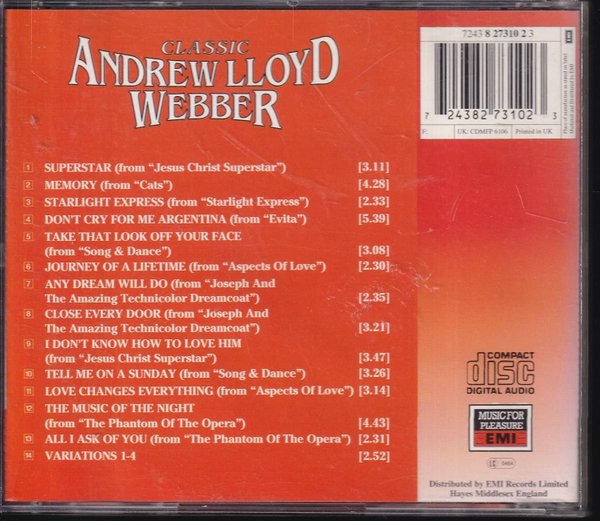 CLASSIC
ANDREW LLOYD
WEBBER
1 SUPERSTAR (from "Jesus Christ Superstar") [3.11]
2 MEMORY (from "Cats") [4.28]
3 STARLIGHT EXPRESS (from "Starlight Express") [2.33]
4 DON'T CRY FOR ME ARGENTINA (from "Evita") [5.39]
5 TAKE THAT LOOK OFF YOUR FACE
(from "Song & Dance") [3.08]
6 JOURNEY OF A LIFETIME (from "Aspects Of Love") [2.30]
7 ANY DREAM WILL DO (from "Joseph And
The Amazing Technicolor Dreamcoat") [2.35]
8 CLOSE EVERY DOOR (from "Joseph And
The Amazing Technicolor Dreamcoat") [3.21]
9 I DON'T KNOW HOW TO LOVE HIM
(from "Jesus Christ Superstar") [3.47]
10 TELL ME ON A SUNDAY (from "Song & Dance") [3.26]
11 LOVE CHANGES EVERYTHING (from "Aspects Of Love") [3.14]
12 THE MUSIC OF THE NIGHT
(from "The Phantom Of The Opera") [4.43]
13 ALL I ASK OF YOU (from "The Phantom Of The Opera") [2.31]
14 VARIATIONS 1-4 [2.52]
7243 8 27310 2 3
7 24382 73102 3
F: UK: CDMFP 6106 Printed in UK
COMPACT
disc
DIGITAL AUDIO
MUSIC FOR
PLEASURE
EMI
LC 0464
Distributed by EMI Records Limited
Hayes Middlesex England